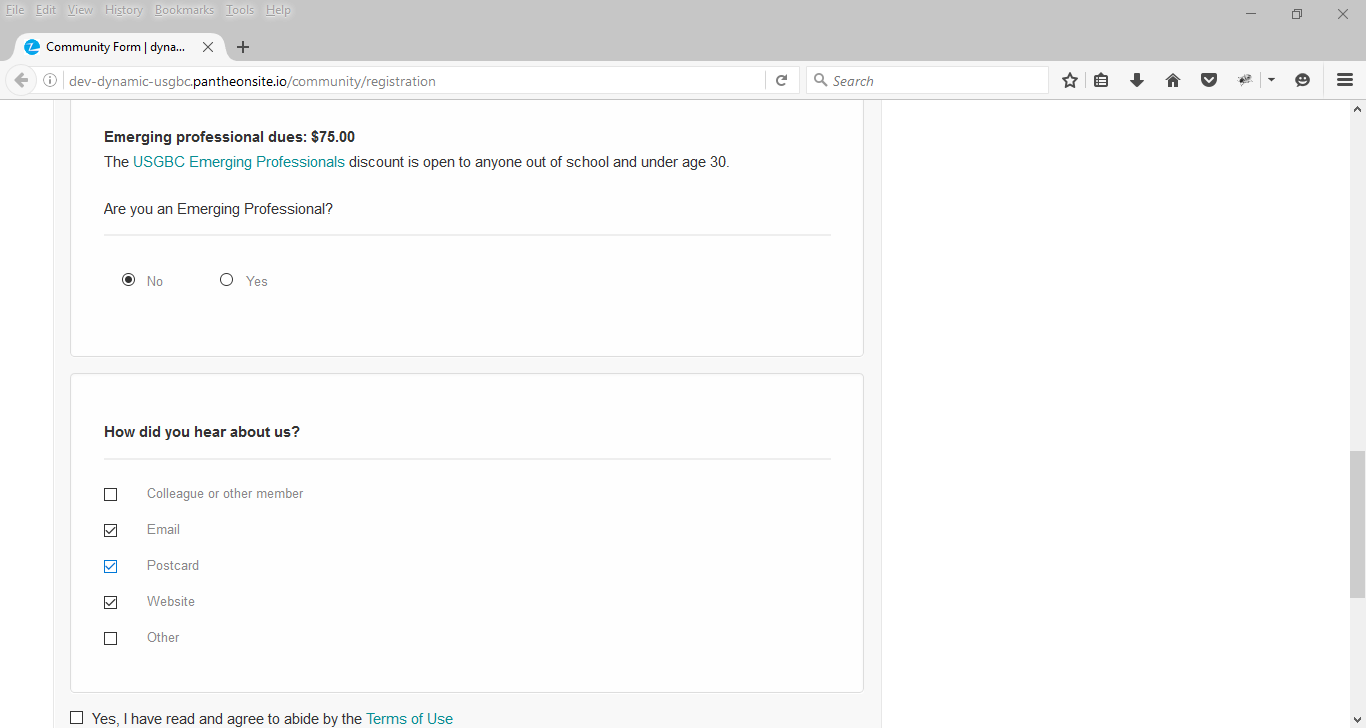 File Edit View History Bookmarks Tools Help
Community Form | dyna...
dev-dynamic-usgbc.pantheonsite.io/community/registration
Search
Emerging professional dues: $75.00
The USGBC Emerging Professionals discount is open to anyone out of school and under age 30.
Are you an Emerging Professional?
No Yes
How did you hear about us?
Colleague or other member
Email
Postcard
Website
Other
Yes, I have read and agree to abide by the Terms of Use